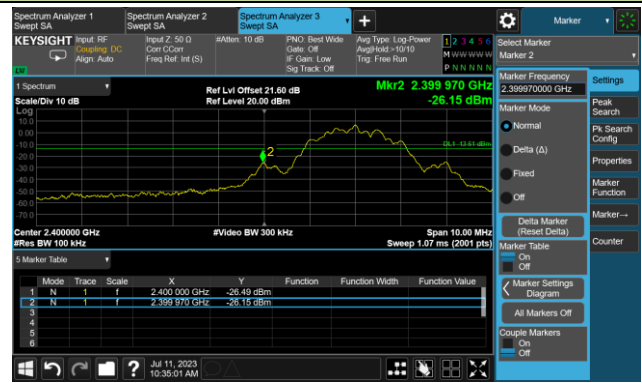 Spectrum Analyzer 1
Swept SA
Spectrum Analyzer 2
Swept SA
Spectrum Analyzer 3
Swept SA
Marker
KEYSIGHT
Input: RF
Coupling: DC
Align: Auto
Input Z: 50 Ω
Corr CCorr
Freq Ref: Int (S)
#Atten: 10 dB
PNO: Best Wide
Gate: Off
IF Gain: Low
Sig Track: Off
Avg Type: Log-Power
Avg|Hold:>10/10
Trig: Free Run
1 2 3 4 5 6
M W W W W W
P N N N N N
LXI
1 Spectrum
Scale/Div 10 dB
Log
Ref Lvl Offset 21.60 dB
Ref Level 20.00 dBm
Mkr2 2.399 970 GHz
-26.15 dBm
10.0
0.00
-10.0
-20.0
-30.0
-40.0
-50.0
-60.0
-70.0
2
DL1 -13.61 dBm
Center 2.40000 GHz
#Res BW 100 kHz
#Video BW 300 kHz
Span 10.00 MHz
Sweep 1.07 ms (2001 pts)
5 Marker Table
Mode Trace Scale X Y Function Function Width Function Value
1 N 1 f 2.400 000 GHz -26.49 dBm
2 N 1 f 2.399 970 GHz -26.15 dBm
3
4
5
6
Jul 11, 2023
10:35:01 AM
Select Marker
Marker 2
Marker Frequency
2.399970000 GHz
Marker Mode
Normal
Delta (Δ)
Fixed
Off
Delta Marker
(Reset Delta)
Marker Table
On
Off
Marker Settings
Diagram
All Markers Off
Couple Markers
On
Off
Settings
Peak
Search
Pk Search
Config
Properties
Marker
Function
Marker→
Counter